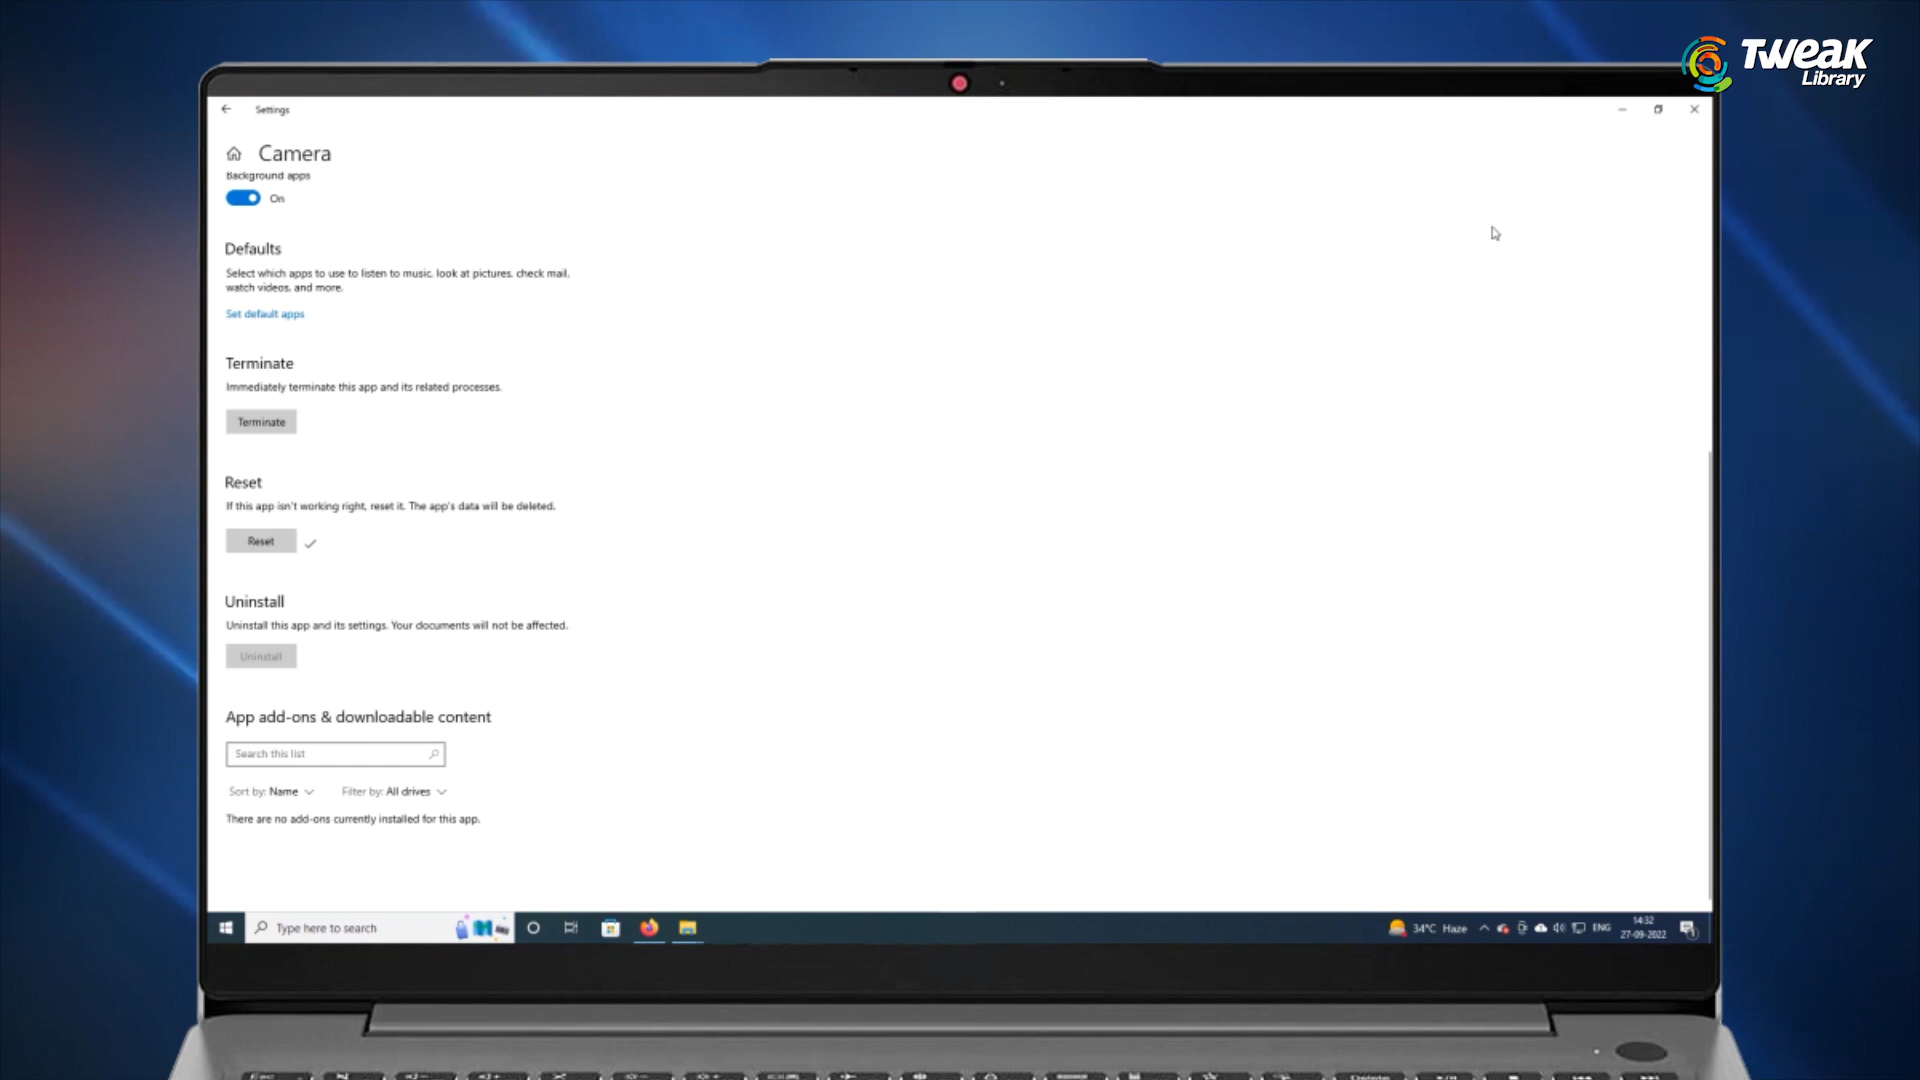 Tweak
Library
Settings
Camera
Background apps
On
Defaults
Select which apps to use to listen to music, look at pictures, check mail,
watch videos, and more.
Set default apps
Terminate
Immediately terminate this app and its related processes.
Terminate
Reset
If this app isn't working right, reset it. The app's data will be deleted.
Reset
Uninstall
Uninstall this app and its settings. Your documents will not be affected.
Uninstall
App add-ons & downloadable content
Search this list
Sort by: Name Filter by: All drives
There are no add-ons currently installed for this app.
Type here to search
34°C Haze
ENG
14:32
27-09-2022